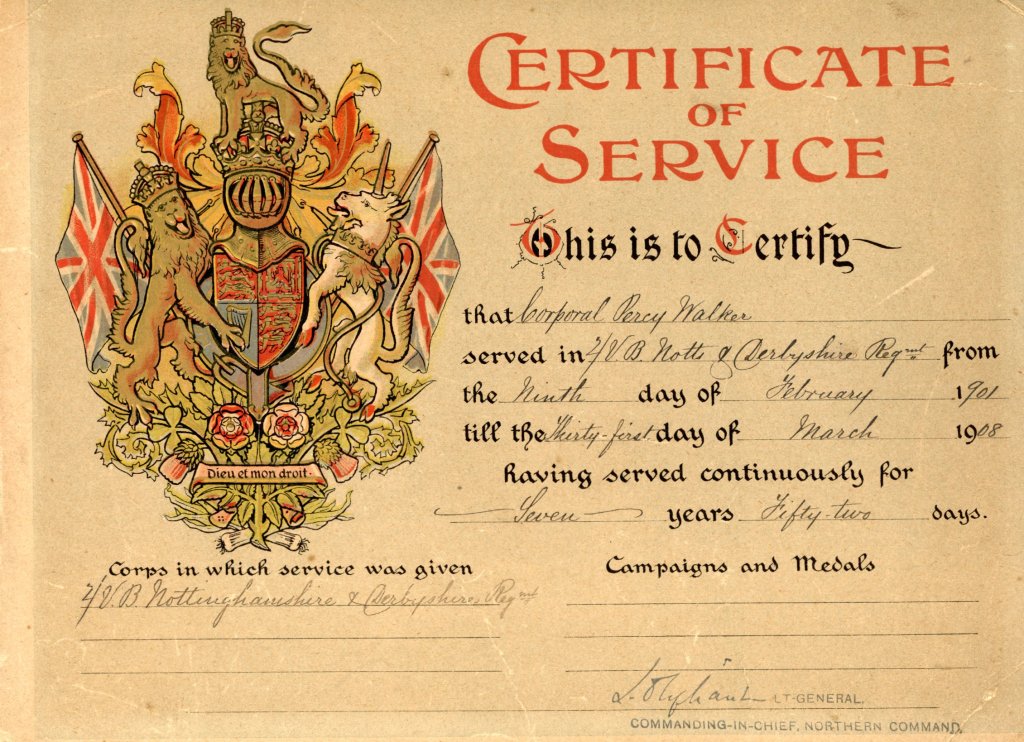 CERTIFICATE
OF
SERVICE
This is to Certify
that Corporal Percy Walker
served in 2/V.B. Notts & Derbyshire Regmt from
the Ninth day of February 1901
till the Thirty-first day of March 1908
having served continuously for
Seven years Fifty-two days.
Dieu et mon droit.
Corps in which service was given
2/V.B. Nottinghamshire & Derbyshire Regmt
Campaigns and Medals
L. Oliphant LT-GENERAL,
COMMANDING-IN-CHIEF, NORTHERN COMMAND.